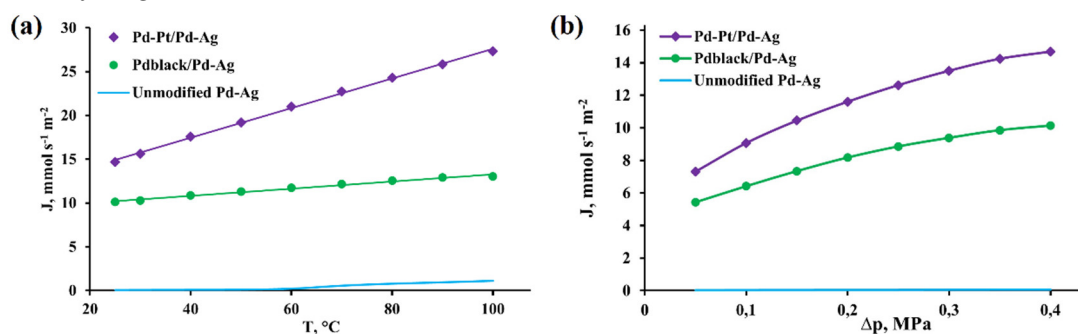 (a)
J, mmol s⁻¹ m⁻²
30
25
20
15
10
5
0
Pd-Pt/Pd-Ag
Pdblack/Pd-Ag
Unmodified Pd-Ag
20
40
60
80
100
T, °C
(b)
J, mmol s⁻¹ m⁻²
16
14
12
10
8
6
4
2
0
Pd-Pt/Pd-Ag
Pdblack/Pd-Ag
Unmodified Pd-Ag
0
0,1
0,2
0,3
0,4
Δp, MPa